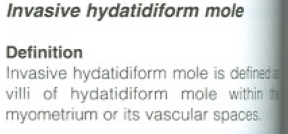 Invasive hydatidiform mole
Definition
Invasive hydatidiform mole is defined
villi of hydatidiform mole within
myometrium or its vascular spaces.